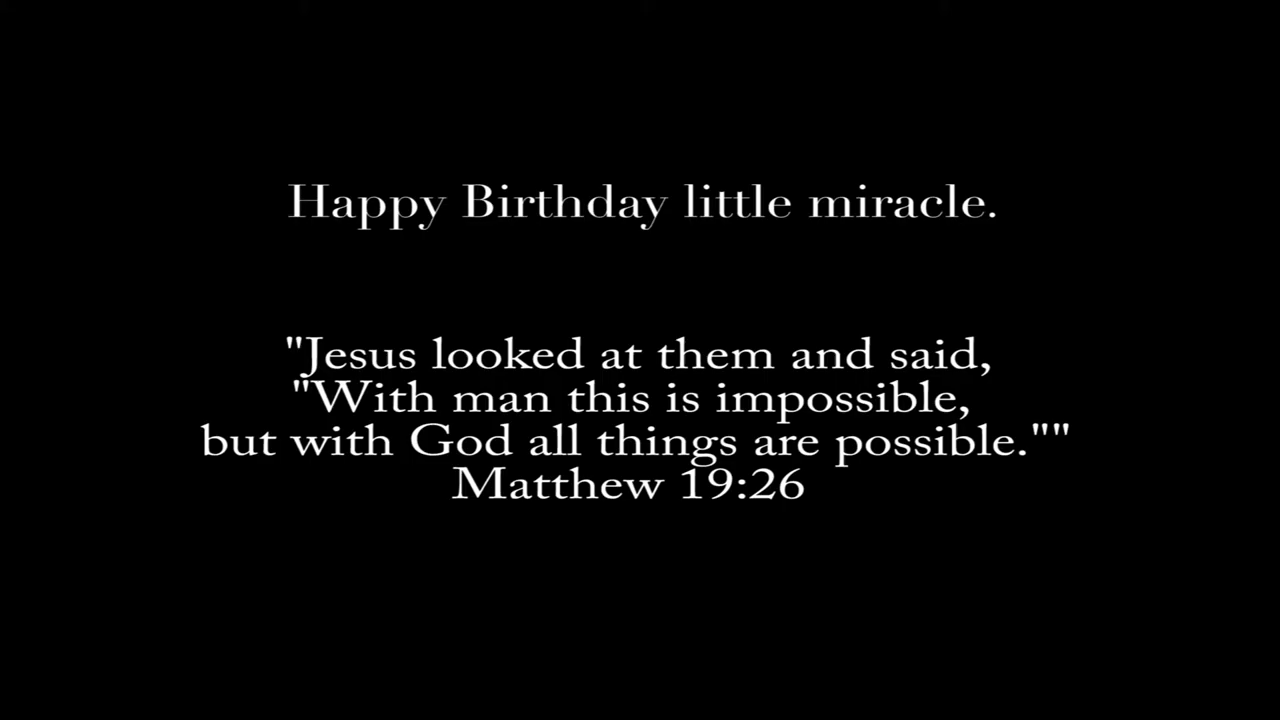 Happy Birthday little miracle.
"Jesus looked at them and said,
"With man this is impossible,
but with God all things are possible.""
Matthew 19:26